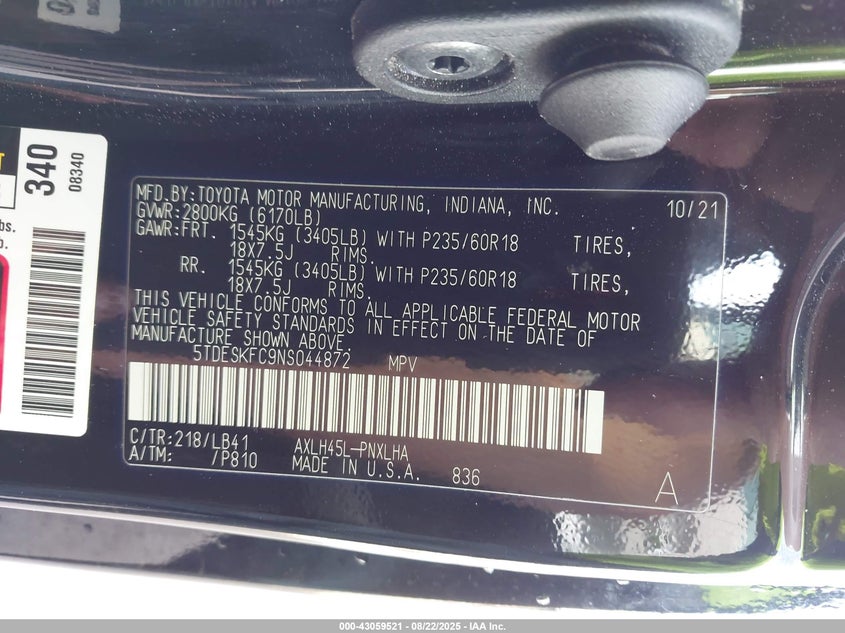 340
08340
lbs.
b.
MFD.BY:TOYOTA MOTOR MANUFACTURING, INDIANA, INC. 10/21
GVWR:2800KG (6170LB)
GAWR:FRT. 1545KG (3405LB) WITH P235/60R18 TIRES,
18X7.5J RIMS.
RR. 1545KG (3405LB) WITH P235/60R18 TIRES,
18X7.5J RIMS.
THIS VEHICLE CONFORMS TO ALL APPLICABLE FEDERAL MOTOR
VEHICLE SAFETY STANDARDS IN EFFECT ON THE DATE OF
MANUFACTURE SHOWN ABOVE.
5TDESKFC9NS044872 MPV
C/TR:218/LB41 AXLH45L-PNXLHA
A/TM: /P810 MADE IN U.S.A. 836
A
000-43059521 - 08/22/2025 - IAA Inc.